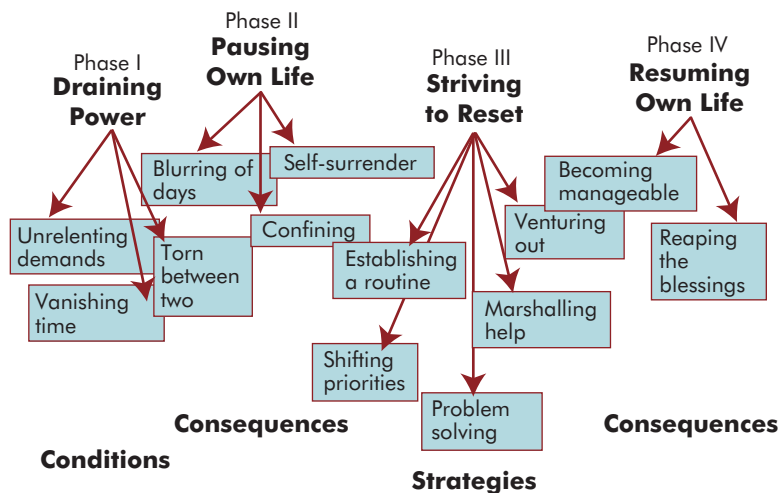 Phase I
Draining
Power
Phase II
Pausing
Own Life
Phase III
Striving
to Reset
Phase IV
Resuming
Own Life
Unrelenting
demands
Vanishing
time
Torn
between
two
Blurring of
days
Self-surrender
Confining
Establishing
a routine
Shifting
priorities
Problem
solving
Marshalling
help
Venturing
out
Becoming
manageable
Reaping
the
blessings
Conditions
Consequences
Strategies
Consequences